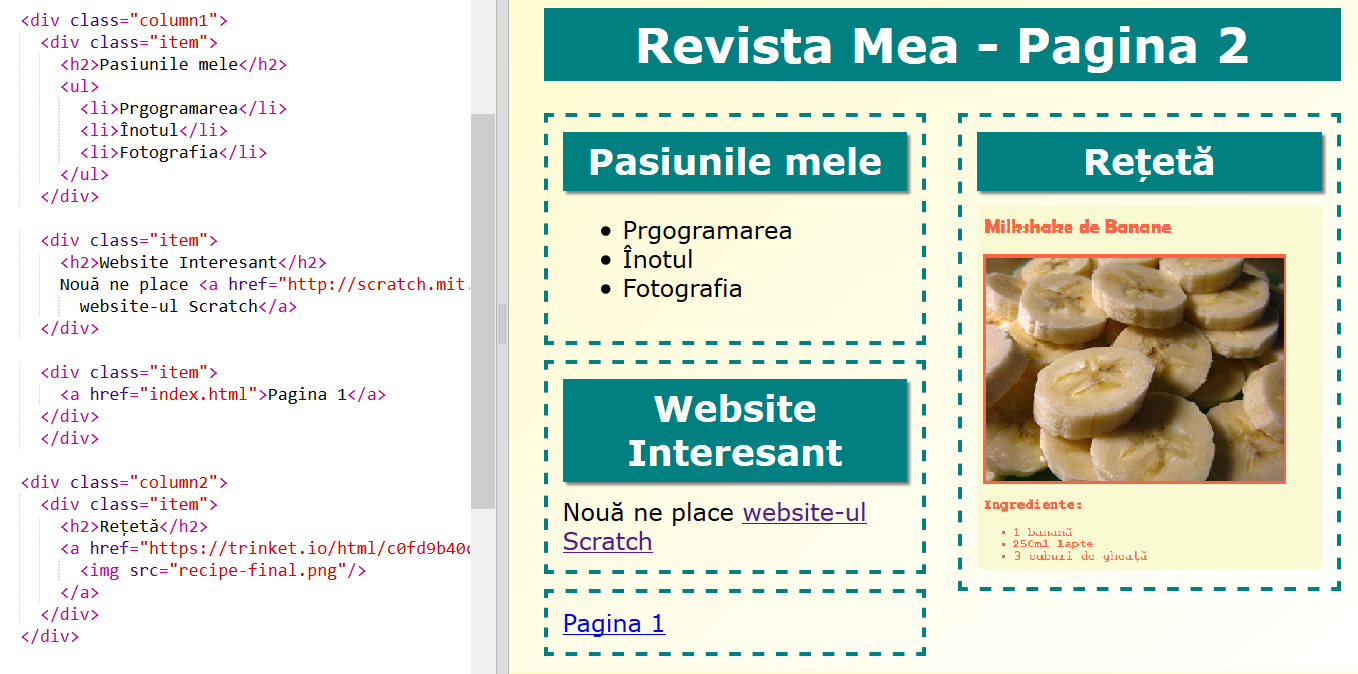 <div class="column1">
<div class="item">
<h2>Pasiunile mele</h2>
<ul>
<li>Prgogramarea</li>
<li>Înotul</li>
<li>Fotografia</li>
</ul>
</div>
<div class="item">
<h2>Website Interesant</h2>
Nouă ne place <a href="http://scratch.mit.
website-ul Scratch</a>
</div>
<div class="item">
<a href="index.html">Pagina 1</a>
</div>
</div>
<div class="column2">
<div class="item">
<h2>Rețetă</h2>
<a href="https://trinket.io/html/c0fd9b40c
<img src="recipe-final.png"/>
</a>
</div>
</div>
Revista Mea - Pagina 2
Pasiunile mele
• Prgogramarea
• Înotul
• Fotografia
Website
Interesant
Nouă ne place website-ul
Scratch
Pagina 1
Rețetă
Milkshake de Banane
Ingrediente:
• 1 banană
• 250ml lapte
• 3 cuburi de gheață